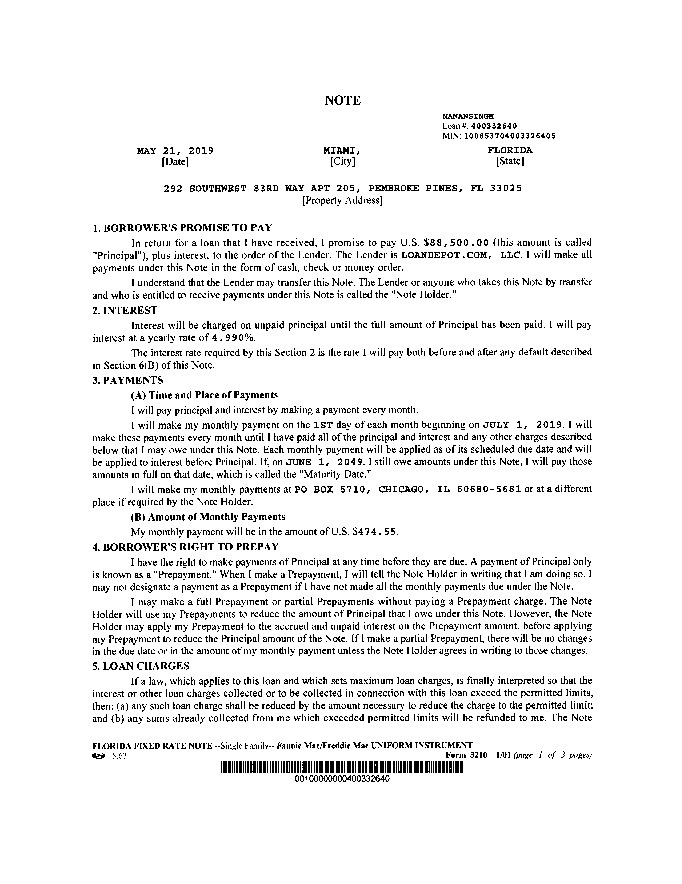 NOTE
NANANSINGH
Loan #: 400332640
MIN: 100853704003326405
MAY 21, 2019 MIAMI, FLORIDA
[Date] [City] [State]
292 SOUTHWEST 83RD WAY APT 205, PEMBROKE PINES, FL 33025
[Property Address]
1. BORROWER'S PROMISE TO PAY
In return for a loan that I have received, I promise to pay U.S. $88,500.00 (this amount is called
"Principal"), plus interest, to the order of the Lender. The Lender is LOANDEPOT.COM, LLC. I will make all
payments under this Note in the form of cash, check or money order.
I understand that the Lender may transfer this Note. The Lender or anyone who takes this Note by transfer
and who is entitled to receive payments under this Note is called the "Note Holder."
2. INTEREST
Interest will be charged on unpaid principal until the full amount of Principal has been paid. I will pay
interest at a yearly rate of 4.990%.
The interest rate required by this Section 2 is the rate I will pay both before and after any default described
in Section 6(B) of this Note.
3. PAYMENTS
(A) Time and Place of Payments
I will pay principal and interest by making a payment every month.
I will make my monthly payment on the 1ST day of each month beginning on JULY 1, 2019. I will
make these payments every month until I have paid all of the principal and interest and any other charges described
below that I may owe under this Note. Each monthly payment will be applied as of its scheduled due date and will
be applied to interest before Principal. If, on JUNE 1, 2049, I still owe amounts under this Note, I will pay those
amounts in full on that date, which is called the "Maturity Date."
I will make my monthly payments at PO BOX 5710, CHICAGO, IL 60680-5681 or at a different
place if required by the Note Holder.
(B) Amount of Monthly Payments
My monthly payment will be in the amount of U.S. $474.55.
4. BORROWER'S RIGHT TO PREPAY
I have the right to make payments of Principal at any time before they are due. A payment of Principal only
is known as a "Prepayment." When I make a Prepayment, I will tell the Note Holder in writing that I am doing so. I
may not designate a payment as a Prepayment if I have not made all the monthly payments due under the Note.
I may make a full Prepayment or partial Prepayments without paying a Prepayment charge. The Note
Holder will use my Prepayments to reduce the amount of Principal that I owe under this Note. However, the Note
Holder may apply my Prepayment to the accrued and unpaid interest on the Prepayment amount, before applying
my Prepayment to reduce the Principal amount of the Note. If I make a partial Prepayment, there will be no changes
in the due date or in the amount of my monthly payment unless the Note Holder agrees in writing to those changes.
5. LOAN CHARGES
If a law, which applies to this loan and which sets maximum loan charges, is finally interpreted so that the
interest or other loan charges collected or to be collected in connection with this loan exceed the permitted limits,
then: (a) any such loan charge shall be reduced by the amount necessary to reduce the charge to the permitted limit;
and (b) any sums already collected from me which exceeded permitted limits will be refunded to me. The Note
FLORIDA FIXED RATE NOTE --Single Family-- Fannie Mae/Freddie Mac UNIFORM INSTRUMENT
Form 3210 1/01 (page 1 of 3 pages)
00100000000400332640